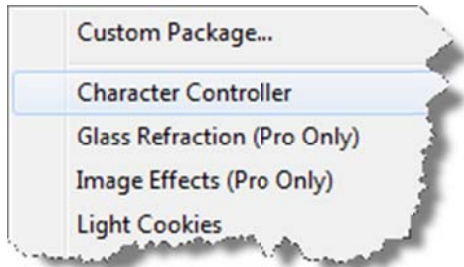 Custom Package...
Character Controller
Glass Refraction (Pro Only)
Image Effects (Pro Only)
Light Cookies